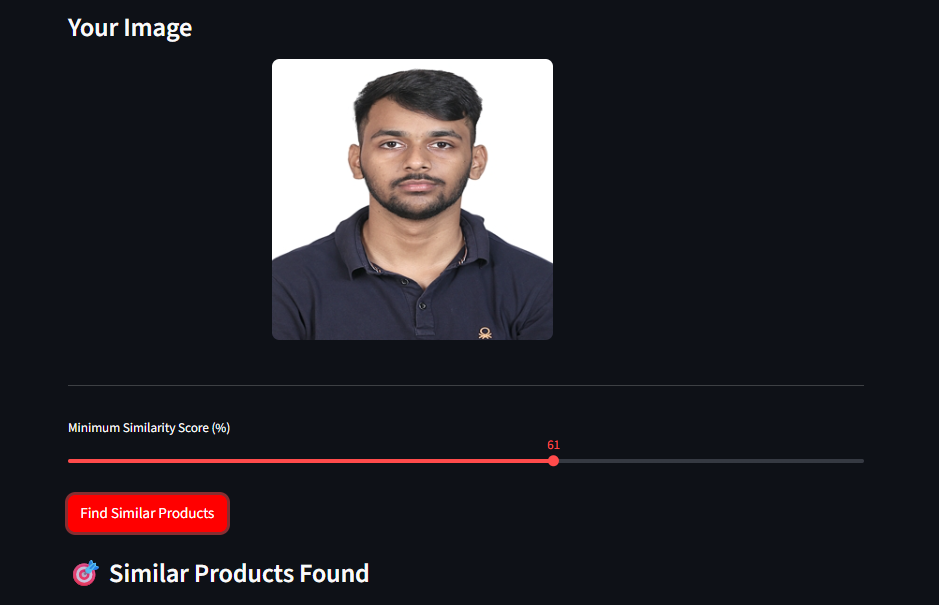 Your Image
Minimum Similarity Score (%)
61
Find Similar Products
Similar Products Found